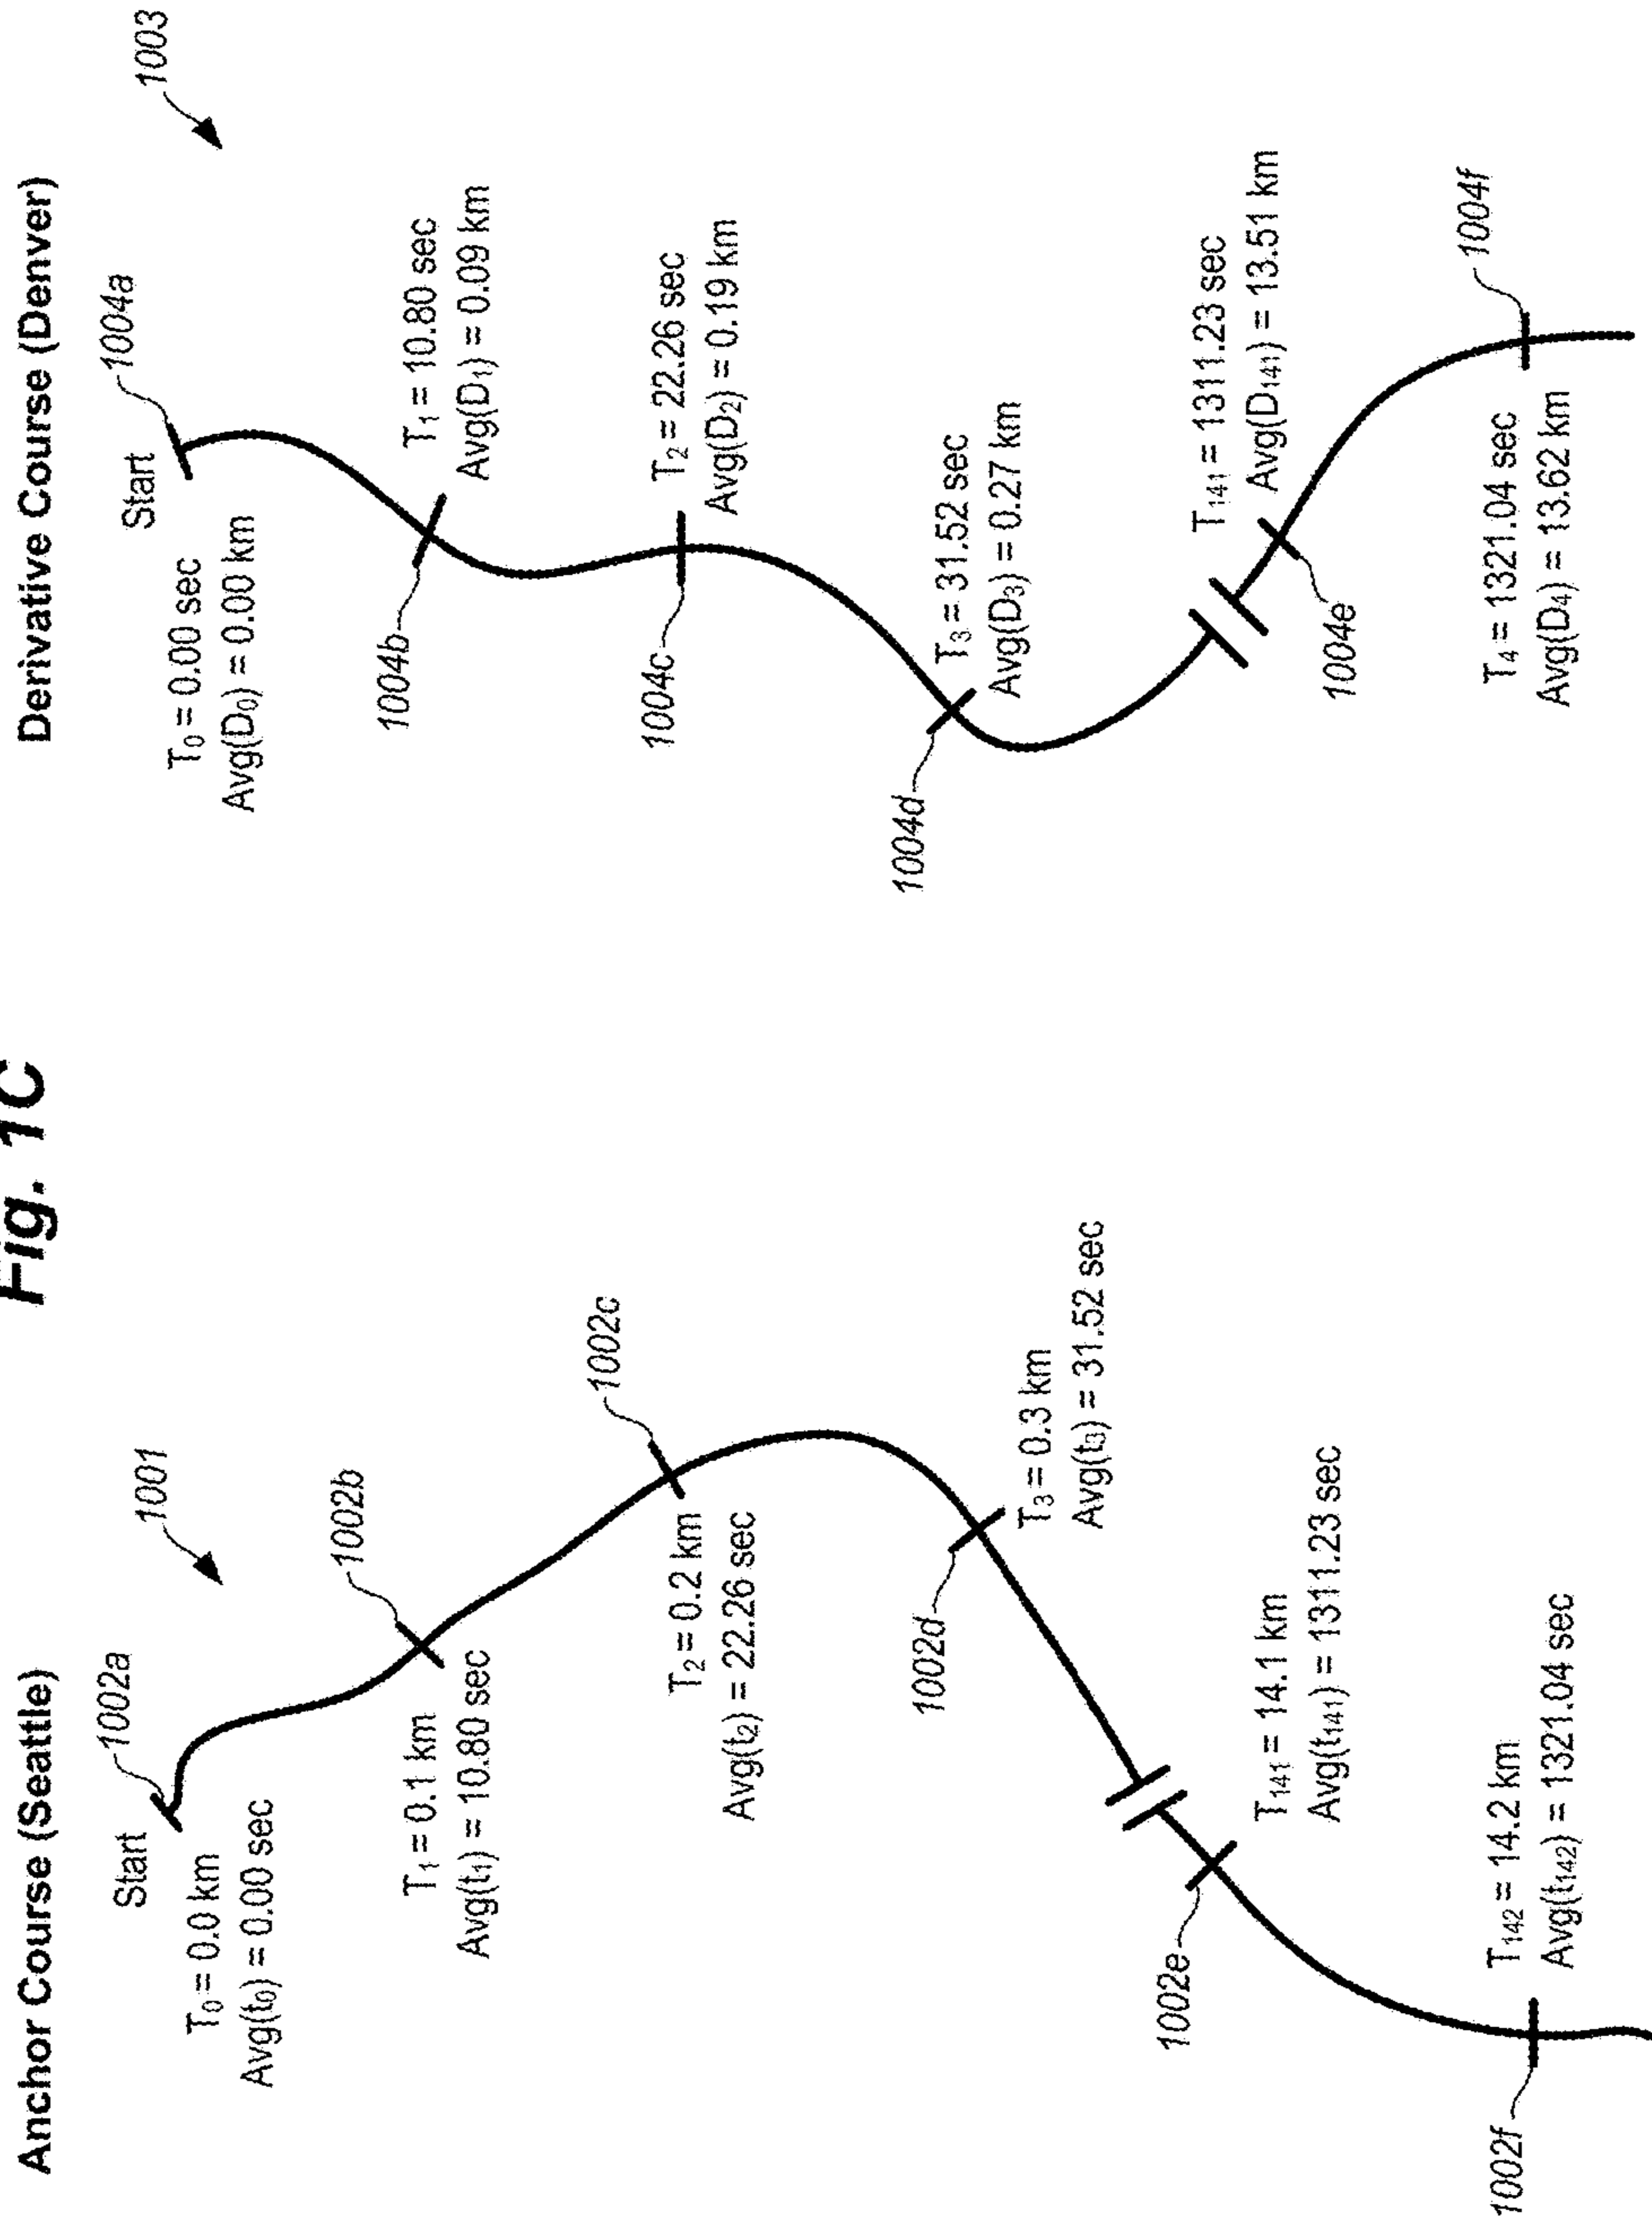 Fig. 1C
Anchor Course (Seattle)
1001
Start
1002a
T₀ = 0.0 km
Avg(t₀) = 0.00 sec
1002b
T₁ = 0.1 km
Avg(t₁) = 10.80 sec
1002c
T₂ = 0.2 km
Avg(t₂) = 22.26 sec
1002d
T₃ = 0.3 km
Avg(t₃) = 31.52 sec
1002e
T₁₄₁ = 14.1 km
Avg(t₁₄₁) = 1311.23 sec
1002f
T₁₄₂ = 14.2 km
Avg(t₁₄₂) = 1321.04 sec
Derivative Course (Denver)
1003
Start
1004a
T₀ = 0.00 sec
Avg(D₀) = 0.00 km
1004b
T₁ = 10.80 sec
Avg(D₁) = 0.09 km
1004c
T₂ = 22.26 sec
Avg(D₂) = 0.19 km
1004d
T₃ = 31.52 sec
Avg(D₃) = 0.27 km
1004e
T₁₄₁ = 1311.23 sec
Avg(D₁₄₁) = 13.51 km
1004f
T₄ = 1321.04 sec
Avg(D₄) = 13.62 km